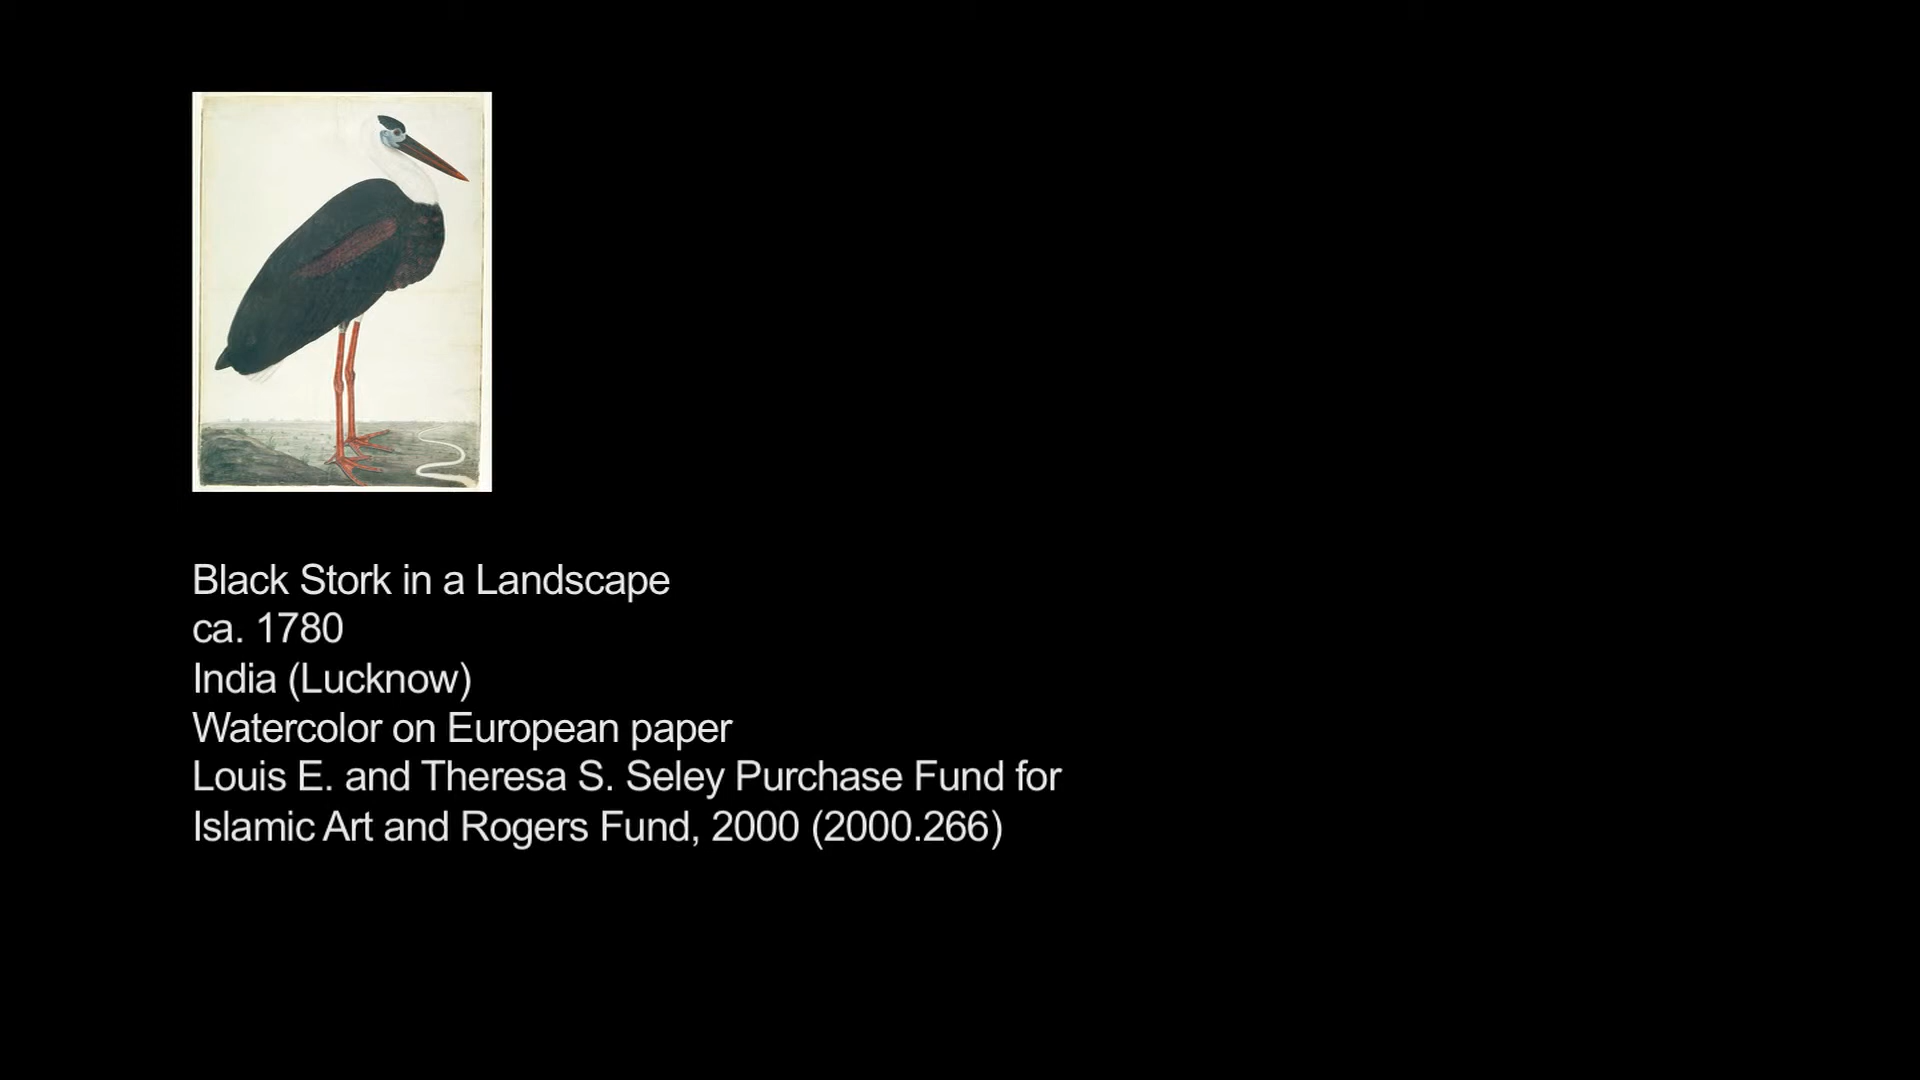 Black Stork in a Landscape
ca. 1780
India (Lucknow)
Watercolor on European paper
Louis E. and Theresa S. Seley Purchase Fund for
Islamic Art and Rogers Fund, 2000 (2000.266)